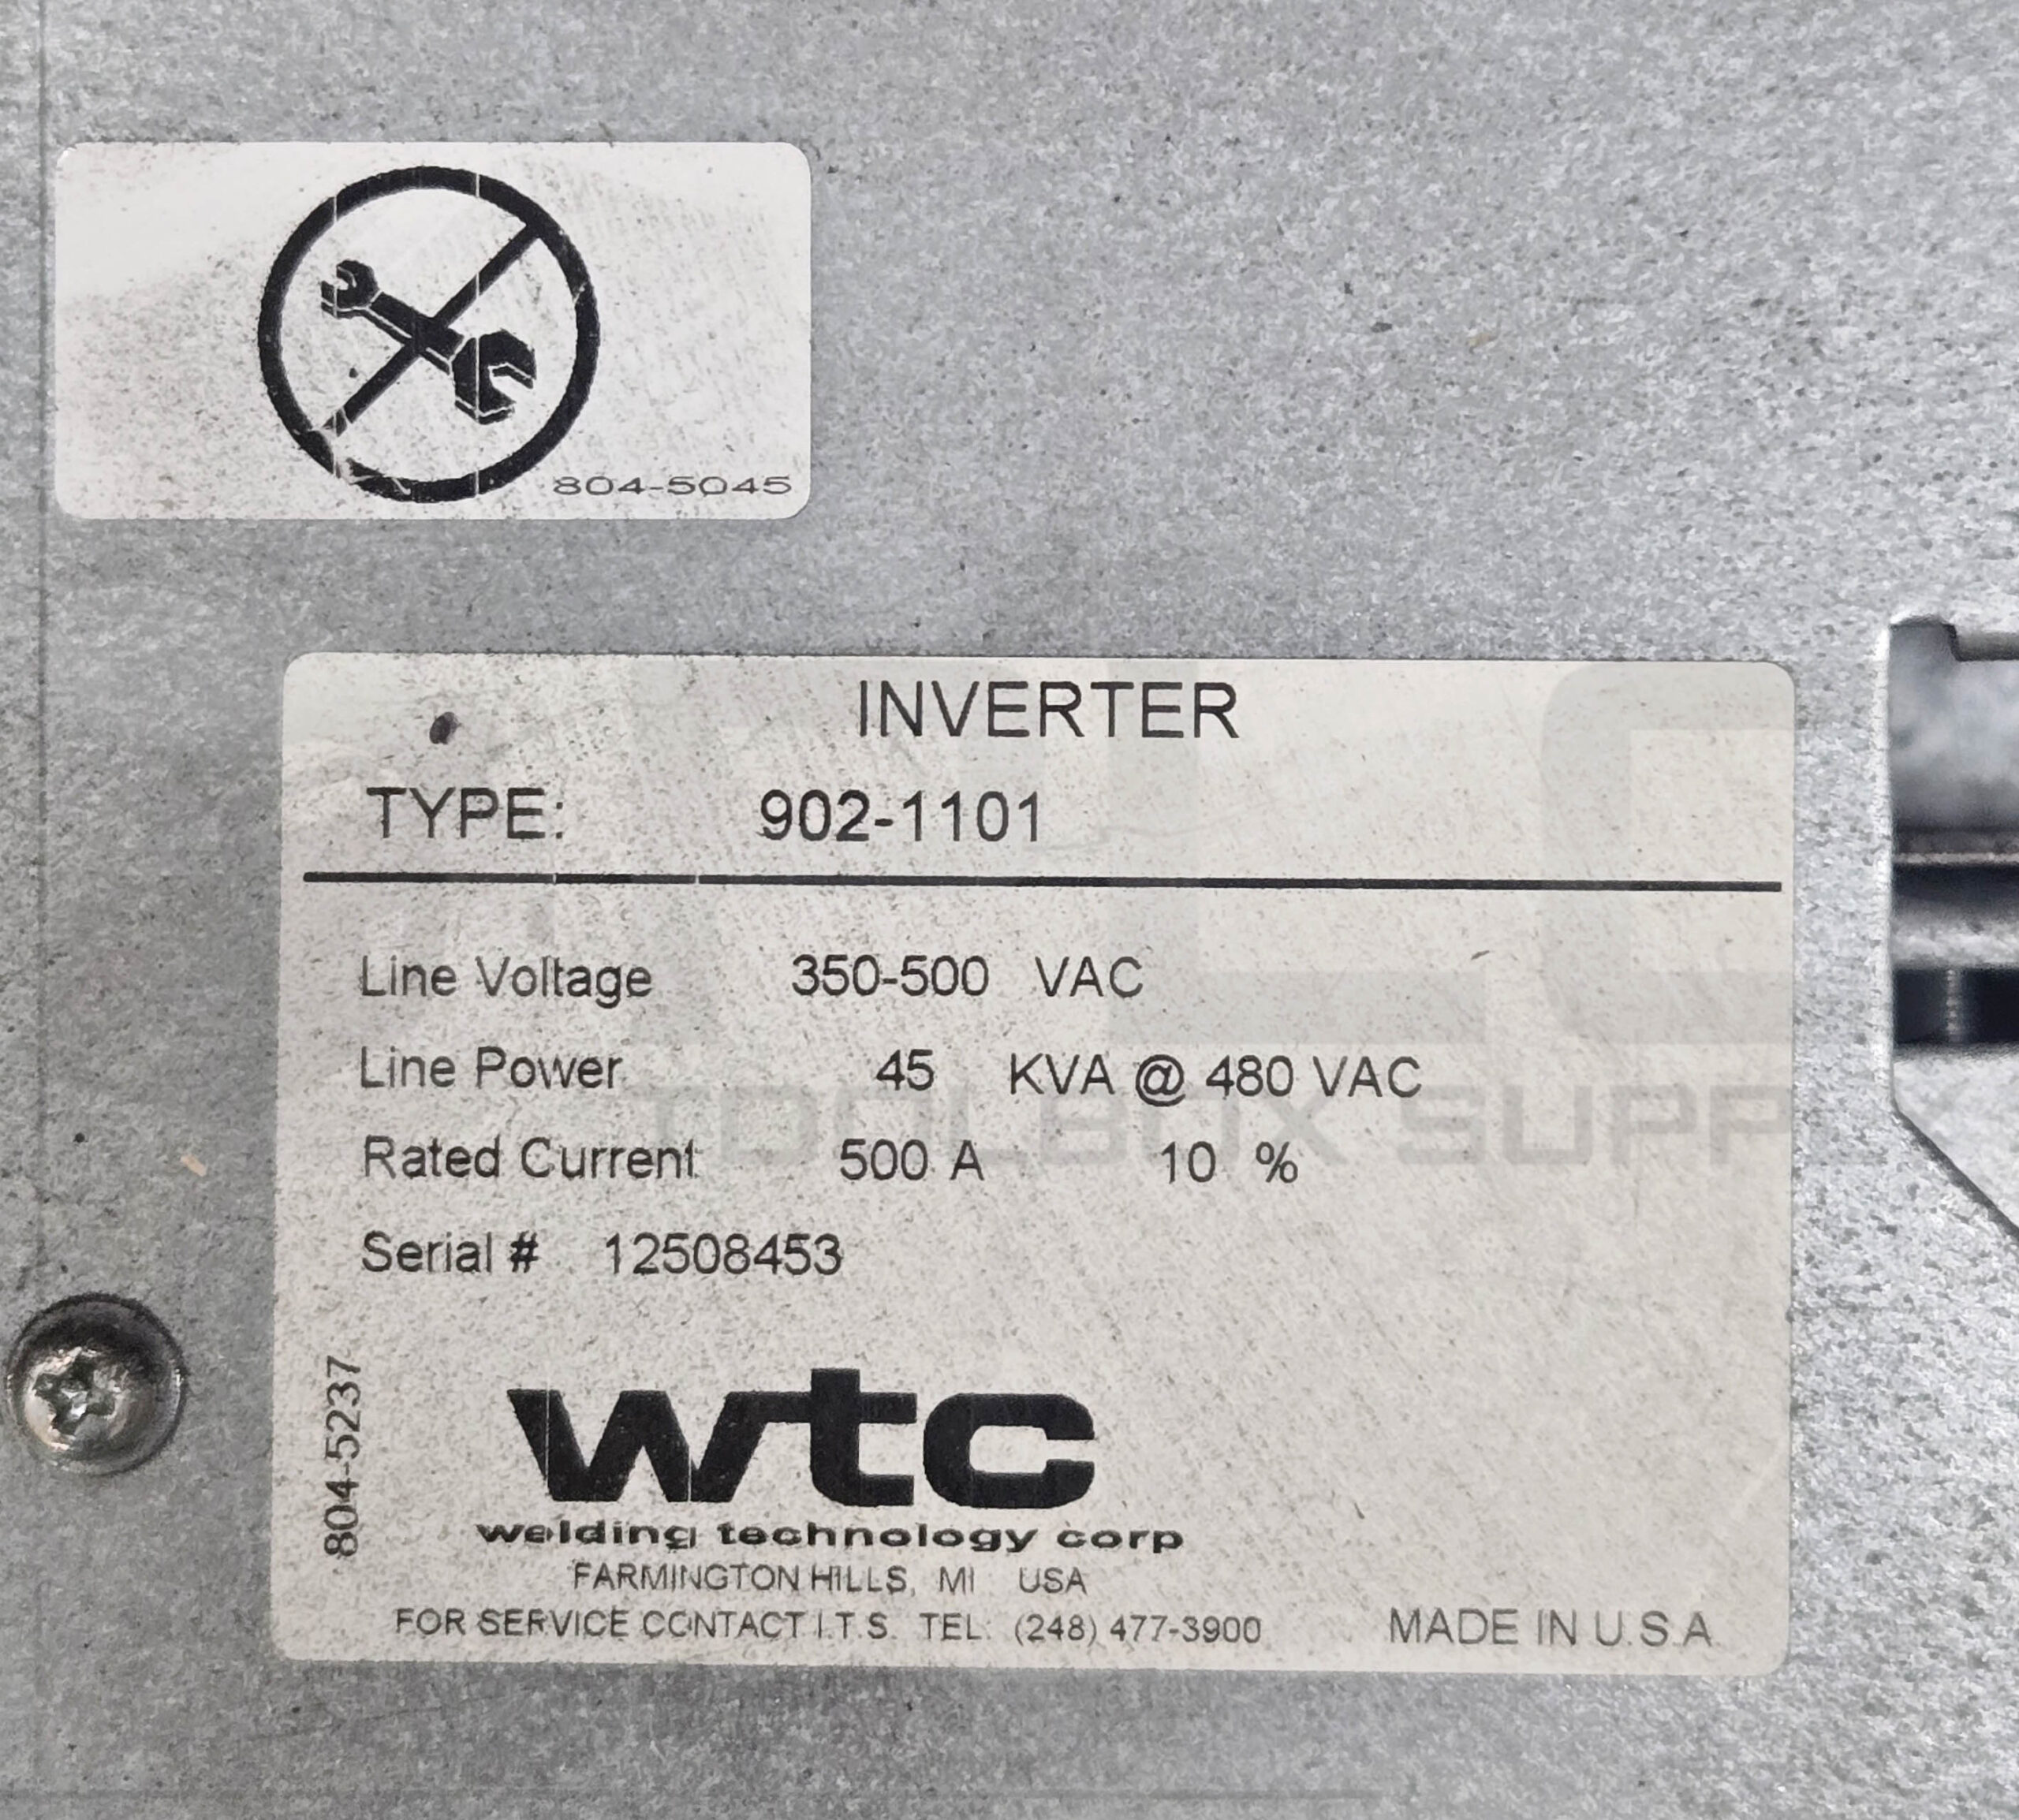 804-5045
INVERTER
TYPE: 902-1101
Line Voltage 350-500 VAC
Line Power 45 KVA @ 480 VAC
Rated Current 500 A 10 %
Serial # 12508453
804-5237
wtc
welding technology corp
FARMINGTON HILLS, MI USA
FOR SERVICE CONTACT I.T.S. TEL: (248) 477-3900 MADE IN U.S.A
TOOLBOX SUPP